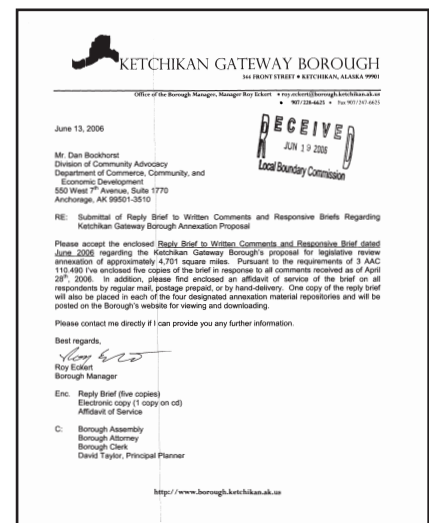 KETCHIKAN GATEWAY BOROUGH
344 FRONT STREET • KETCHIKAN, ALASKA 99901
Office of the Borough Manager, Manager Roy Eckert • roy.eckert@borough.ketchikan.ak.us
• 907/228-6625 • Fax 907/247-6625
June 13, 2006
RECEIVED
JUN 19 2006
Local Boundary Commission
Mr. Dan Bockhorst
Division of Community Advocacy
Department of Commerce, Community, and
Economic Development
550 West 7th Avenue, Suite 1770
Anchorage, AK 99501-3510
RE: Submittal of Reply Brief to Written Comments and Responsive Briefs Regarding
Ketchikan Gateway Borough Annexation Proposal
Please accept the enclosed Reply Brief to Written Comments and Responsive Brief dated
June 2006 regarding the Ketchikan Gateway Borough's proposal for legislative review
annexation of approximately 4,701 square miles. Pursuant to the requirements of 3 AAC
110.490 I've enclosed five copies of the brief in response to all comments received as of April
28th, 2006. In addition, please find enclosed an affidavit of service of the brief on all
respondents by regular mail, postage prepaid, or by hand-delivery. One copy of the reply brief
will also be placed in each of the four designated annexation material repositories and will be
posted on the Borough's website for viewing and downloading.
Please contact me directly if I can provide you any further information.
Best regards,
Roy Eckert
Borough Manager
Enc. Reply Brief (five copies)
Electronic copy (1 copy on cd)
Affidavit of Service
C: Borough Assembly
Borough Attorney
Borough Clerk
David Taylor, Principal Planner
http://www.borough.ketchikan.ak.us